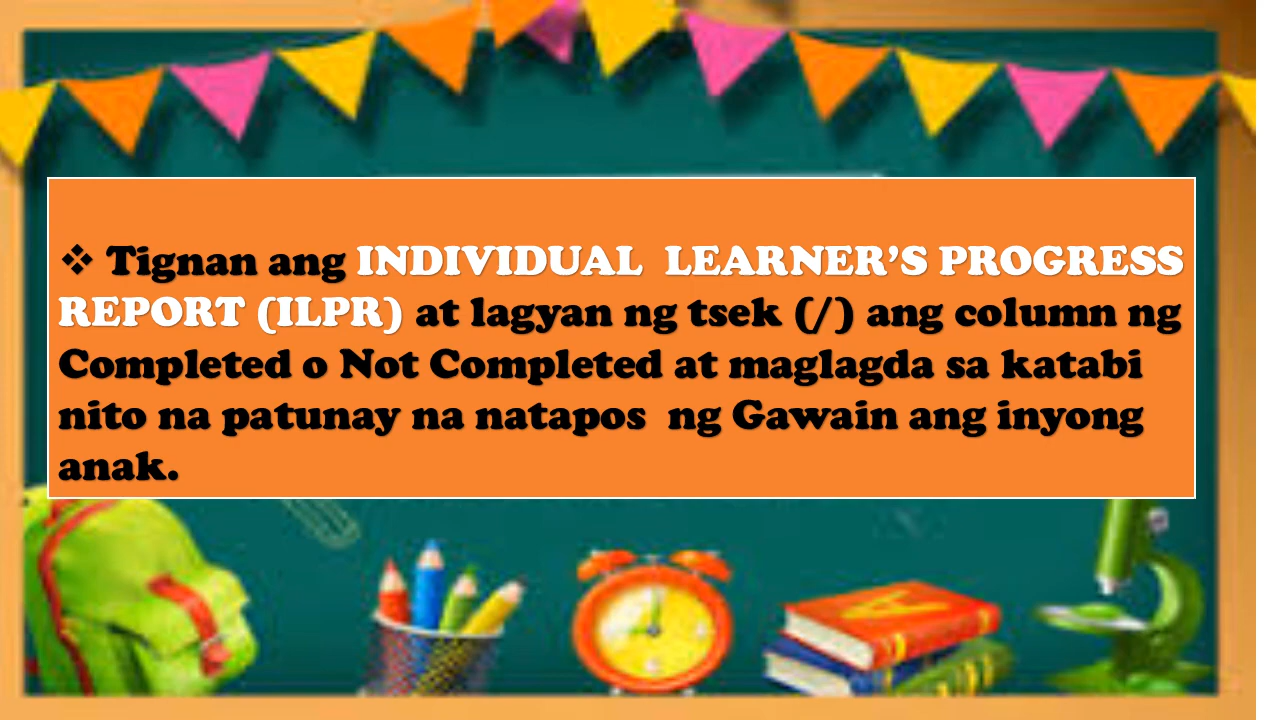 ❖ Tignan ang INDIVIDUAL LEARNER’S PROGRESS
REPORT (ILPR) at lagyan ng tsek (/) ang column ng
Completed o Not Completed at maglagda sa katabi
nito na patunay na natapos ng Gawain ang inyong
anak.